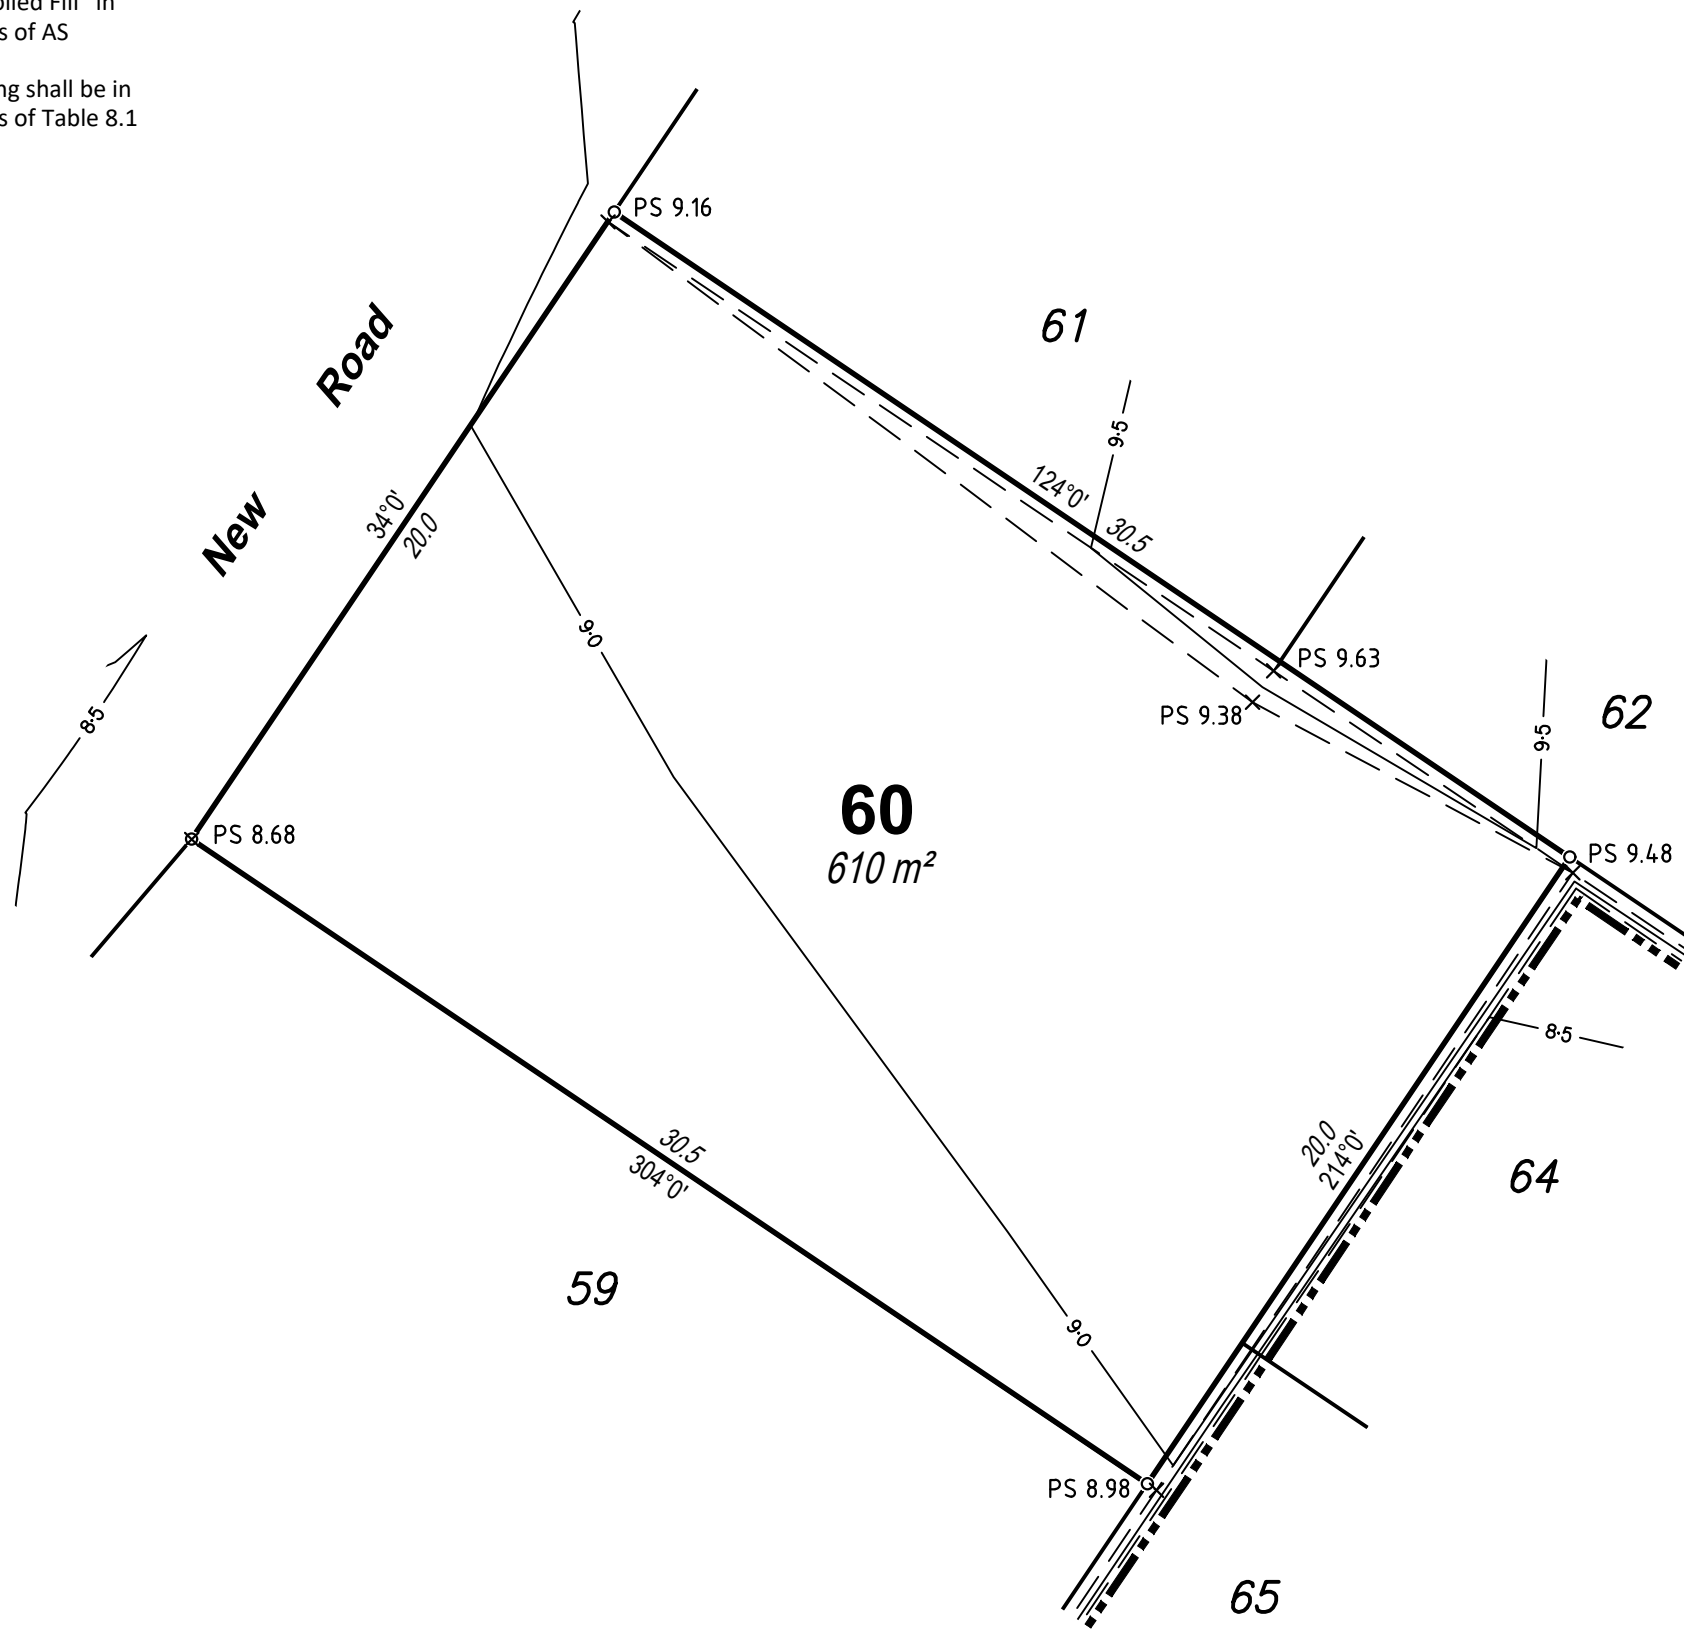 olled Fill" in
s of AS
ng shall be in
s of Table 8.1
PS 9.16
Road
61
9·5
124°0'
30.5
34°0'
20.0
New
9·0
PS 9.63
PS 9.38
62
9·5
8·5
60
610 m²
PS 8.68
PS 9.48
8·5
30.5
304°0'
20.0
214°0'
64
59
9·0
PS 8.98
65